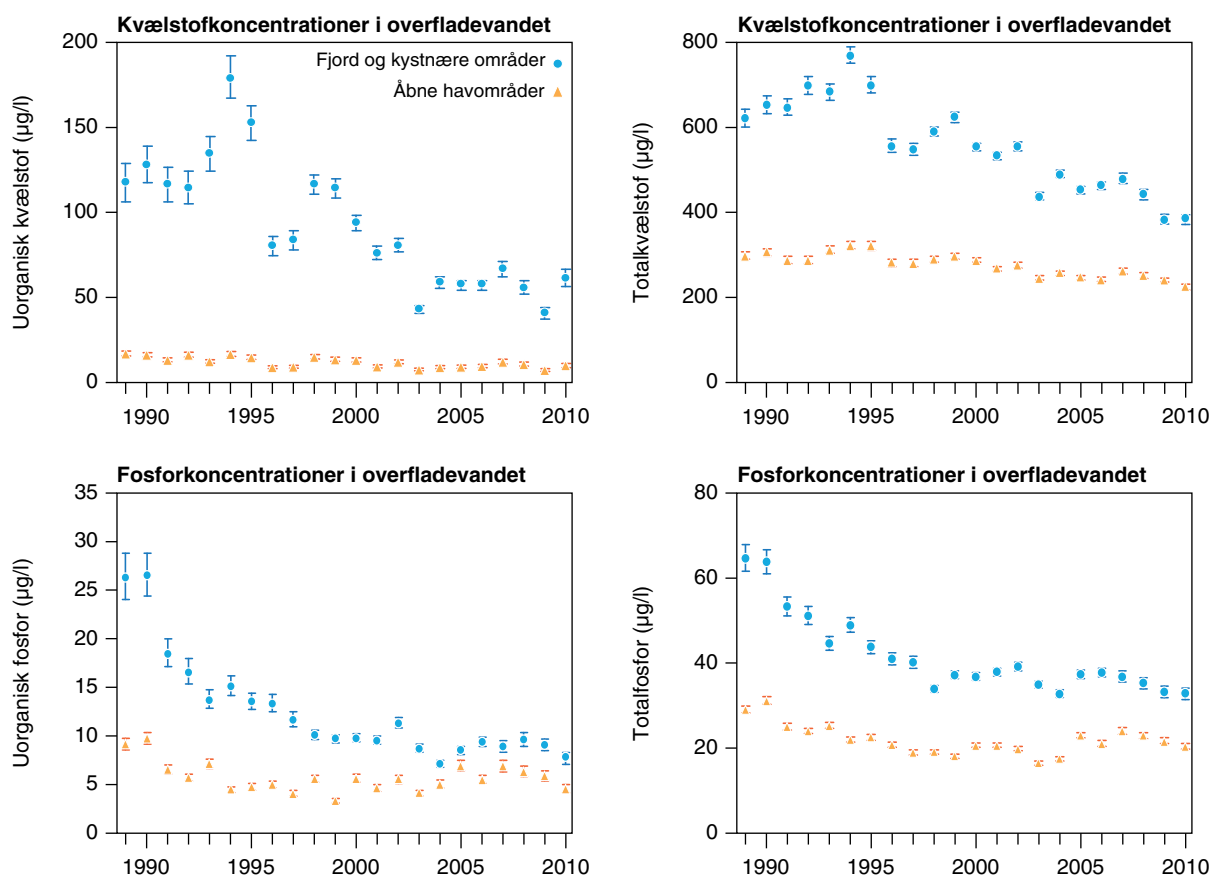 Kvælstofkoncentrationer i overfladevandet
Uorganisk kvælstof (µg/l)
200
150
100
50
0
Fjord og kystnære områder
Åbne havområder
1990 1995 2000 2005 2010
Kvælstofkoncentrationer i overfladevandet
Totalkvælstof (µg/l)
800
600
400
200
0
1990 1995 2000 2005 2010
Fosforkoncentrationer i overfladevandet
Uorganisk fosfor (µg/l)
35
30
25
20
15
10
5
0
1990 1995 2000 2005 2010
Fosforkoncentrationer i overfladevandet
Totalfosfor (µg/l)
80
60
40
20
0
1990 1995 2000 2005 2010